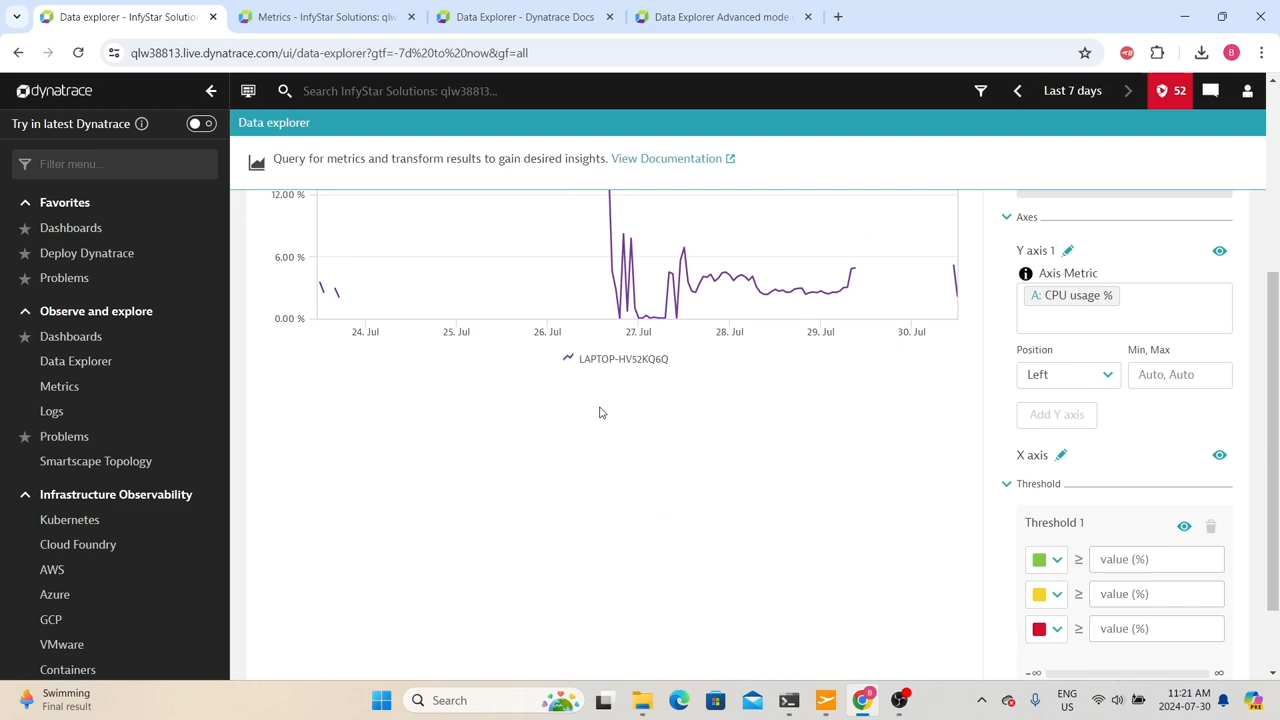 Data explorer - InfyStar Solutio
Metrics - InfyStar Solutions: qlw
Data Explorer - Dynatrace Docs
Data Explorer Advanced mode
qlw38813.live.dynatrace.com/ui/data-explorer?gtf=-7d%20to%20now&gf=all
B
dynatrace
Search InfyStar Solutions: qlw38813...
Last 7 days
52
Try in latest Dynatrace
Data explorer
Filter menu...
Query for metrics and transform results to gain desired insights. View Documentation
Favorites
Dashboards
Deploy Dynatrace
Problems
Observe and explore
Dashboards
Data Explorer
Metrics
Logs
Problems
Smartscape Topology
Infrastructure Observability
Kubernetes
Cloud Foundry
AWS
Azure
GCP
VMware
Containers
12.00 %
6.00 %
0.00 %
24. Jul
25. Jul
26. Jul
27. Jul
28. Jul
29. Jul
30. Jul
LAPTOP-HV52KQ6Q
Axes
Y axis 1
Axis Metric
A: CPU usage %
Position
Min, Max
Left
Auto, Auto
Add Y axis
X axis
Threshold
Threshold 1
≥ value (%)
≥ value (%)
≥ value (%)
-∞
∞
Swimming
Final result
Search
ENG
US
11:21 AM
2024-07-30